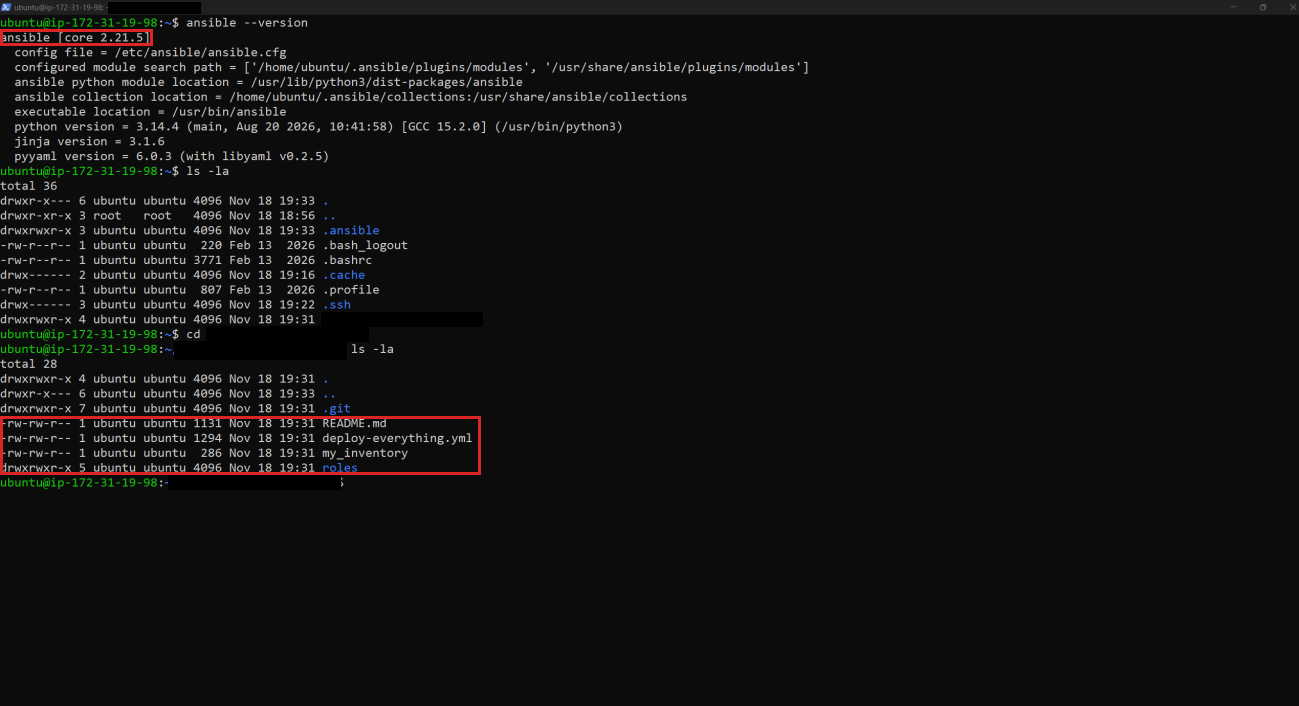 ubuntu@ip-172-31-19-98: ~
ubuntu@ip-172-31-19-98:~$ ansible --version
ansible [core 2.21.5]
  config file = /etc/ansible/ansible.cfg
  configured module search path = ['/home/ubuntu/.ansible/plugins/modules', '/usr/share/ansible/plugins/modules']
  ansible python module location = /usr/lib/python3/dist-packages/ansible
  ansible collection location = /home/ubuntu/.ansible/collections:/usr/share/ansible/collections
  executable location = /usr/bin/ansible
  python version = 3.14.4 (main, Aug 20 2026, 10:41:58) [GCC 15.2.0] (/usr/bin/python3)
  jinja version = 3.1.6
  pyyaml version = 6.0.3 (with libyaml v0.2.5)
ubuntu@ip-172-31-19-98:~$ ls -la
total 36
drwxr-x--- 6 ubuntu ubuntu 4096 Nov 18 19:33 .
drwxr-xr-x 3 root   root   4096 Nov 18 18:56 ..
drwxrwxr-x 3 ubuntu ubuntu 4096 Nov 18 19:33 .ansible
-rw-r--r-- 1 ubuntu ubuntu  220 Feb 13  2026 .bash_logout
-rw-r--r-- 1 ubuntu ubuntu 3771 Feb 13  2026 .bashrc
drwx------ 2 ubuntu ubuntu 4096 Nov 18 19:16 .cache
-rw-r--r-- 1 ubuntu ubuntu  807 Feb 13  2026 .profile
drwx------ 3 ubuntu ubuntu 4096 Nov 18 19:22 .ssh
drwxrwxr-x 4 ubuntu ubuntu 4096 Nov 18 19:31
ubuntu@ip-172-31-19-98:~$ cd
ubuntu@ip-172-31-19-98:~/ ls -la
total 28
drwxrwxr-x 4 ubuntu ubuntu 4096 Nov 18 19:31 .
drwxr-x--- 6 ubuntu ubuntu 4096 Nov 18 19:33 ..
drwxrwxr-x 7 ubuntu ubuntu 4096 Nov 18 19:31 .git
-rw-rw-r-- 1 ubuntu ubuntu 1131 Nov 18 19:31 README.md
-rw-rw-r-- 1 ubuntu ubuntu 1294 Nov 18 19:31 deploy-everything.yml
-rw-rw-r-- 1 ubuntu ubuntu  286 Nov 18 19:31 my_inventory
drwxrwxr-x 5 ubuntu ubuntu 4096 Nov 18 19:31 roles
ubuntu@ip-172-31-19-98: